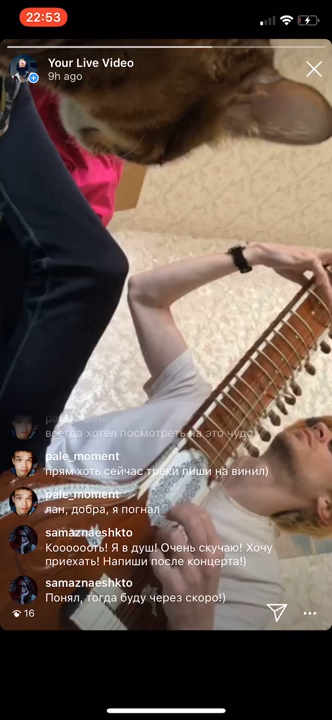 22:53
Your Live Video
9h ago
pale_moment
всегда хотел посмотреть на это чудо
pale_moment
прям хоть сейчас треки пиши на винил)
pale_moment
лан, добра, я погнал
samaznaeshkto
Кооооооть! Я в душ! Очень скучаю! Хочу
приехать! Напиши после концерта!)
samaznaeshkto
Понял, тогда буду через скоро!)
16